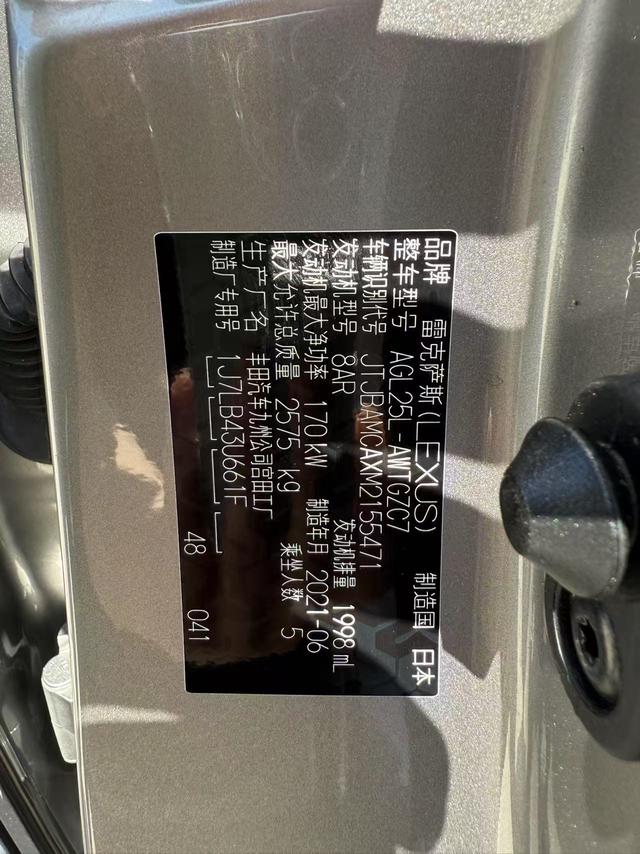 品牌 雷克萨斯(LEXUS) 制造国 日本
整车型号 AGL25L-AWTGZC7
车辆识别代号 JTJBAMCAXM2155471
发动机型号 8AR 发动机排量 1998 mL
发动机最大净功率 170 kW 制造年月 2021-06
最大允许总质量 2575 kg 乘坐人数 5
生产厂名 丰田汽车九州公司宫田工厂
制造厂专用号 1J7LB43U661F 48 041